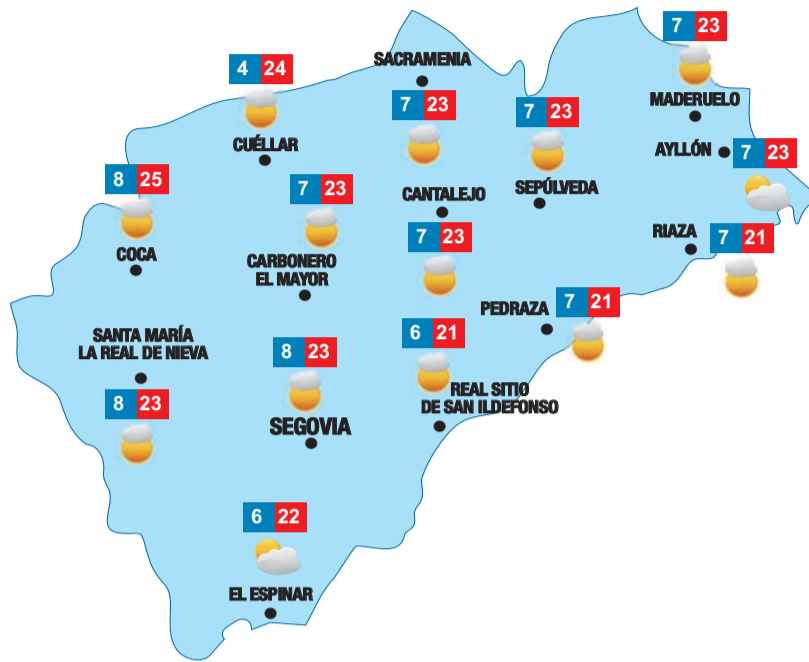 7 23
MADERUELO
SACRAMENIA
7 23
4 24
CUÉLLAR
7 23
SEPÚLVEDA
AYLLÓN
7 23
8 25
COCA
7 23
CARBONERO
EL MAYOR
CANTALEJO
7 23
RIAZA
7 21
PEDRAZA
7 21
SANTA MARÍA
LA REAL DE NIEVA
8 23
8 23
SEGOVIA
6 21
REAL SITIO
DE SAN ILDEFONSO
6 22
EL ESPINAR